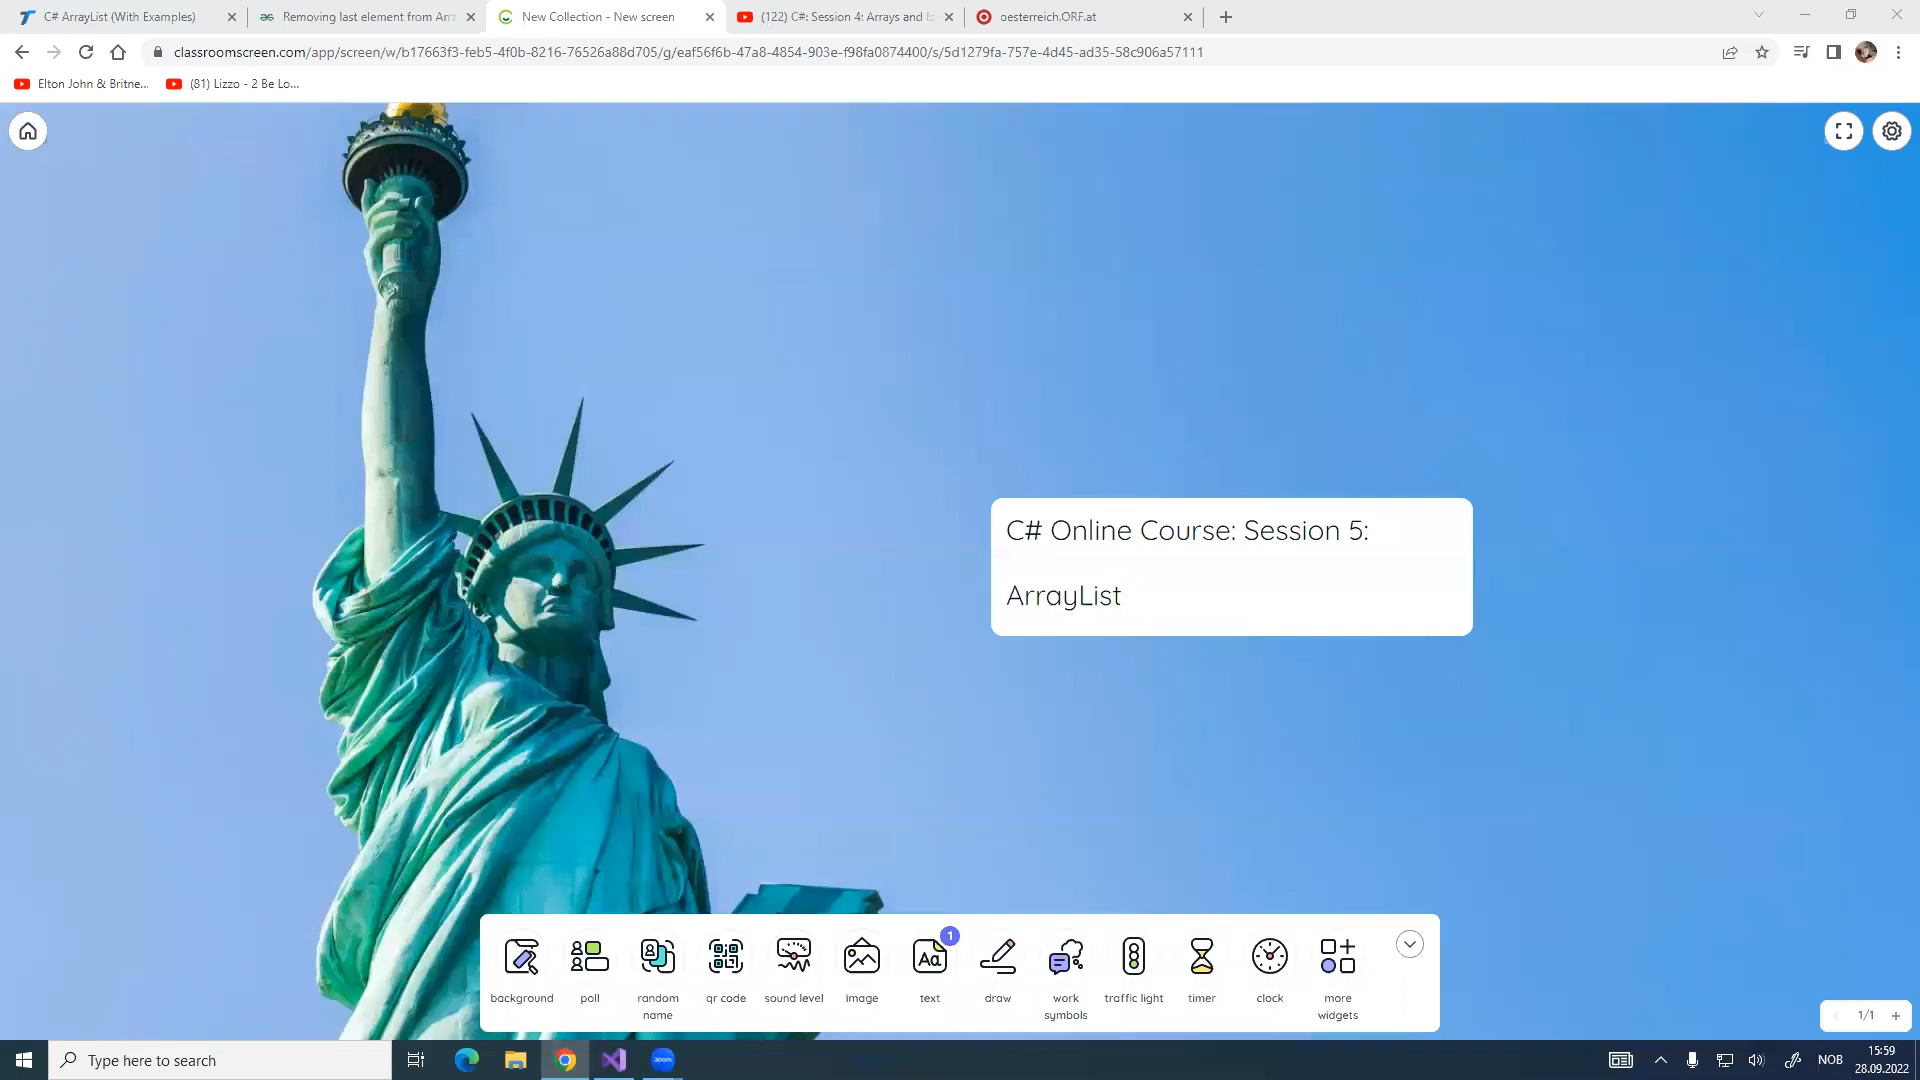 C# ArrayList (With Examples)
Removing last element from Arra
New Collection - New screen
(122) C#: Session 4: Arrays and
oesterreich.ORF.at
classroomscreen.com/app/screen/w/b17663f3-feb5-4f0b-8216-76526a88d705/g/eaf56f6b-47a8-4854-903e-f98fa0874400/s/5d1279fa-757e-4d45-ad35-58c906a57111
Elton John & Britne...
(81) Lizzo - 2 Be Lo...
C# Online Course: Session 5:
ArrayList
1
Aa
background
poll
random
name
qr code
sound level
image
text
draw
work
symbols
traffic light
timer
clock
more
widgets
1/1
Type here to search
zoom
NOB
15:59
28.09.2022